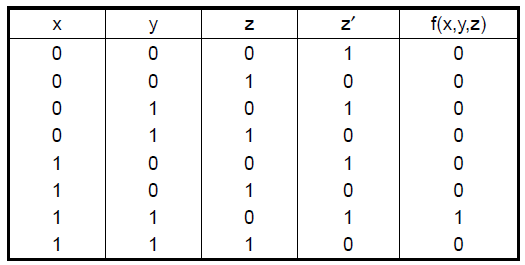 x y z z′ f(x,y,z)
0 0 0 1 0
0 0 1 0 0
0 1 0 1 0
0 1 1 0 0
1 0 0 1 0
1 0 1 0 0
1 1 0 1 1
1 1 1 0 0